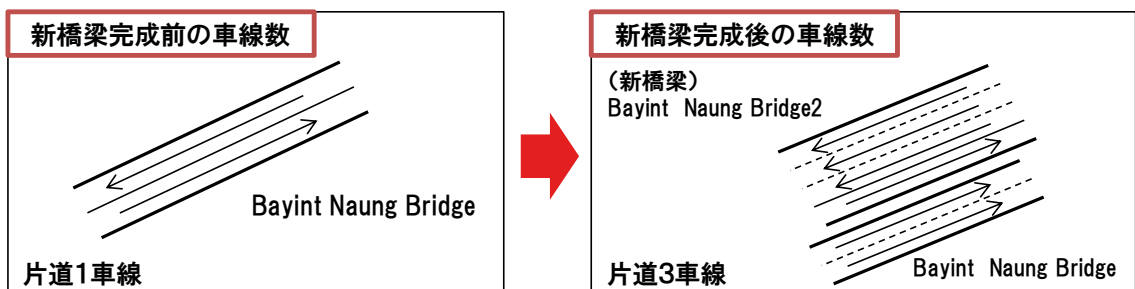 新橋梁完成前の車線数
Bayint Naung Bridge
片道1車線
新橋梁完成後の車線数
（新橋梁）
Bayint Naung Bridge2
Bayint Naung Bridge
片道3車線